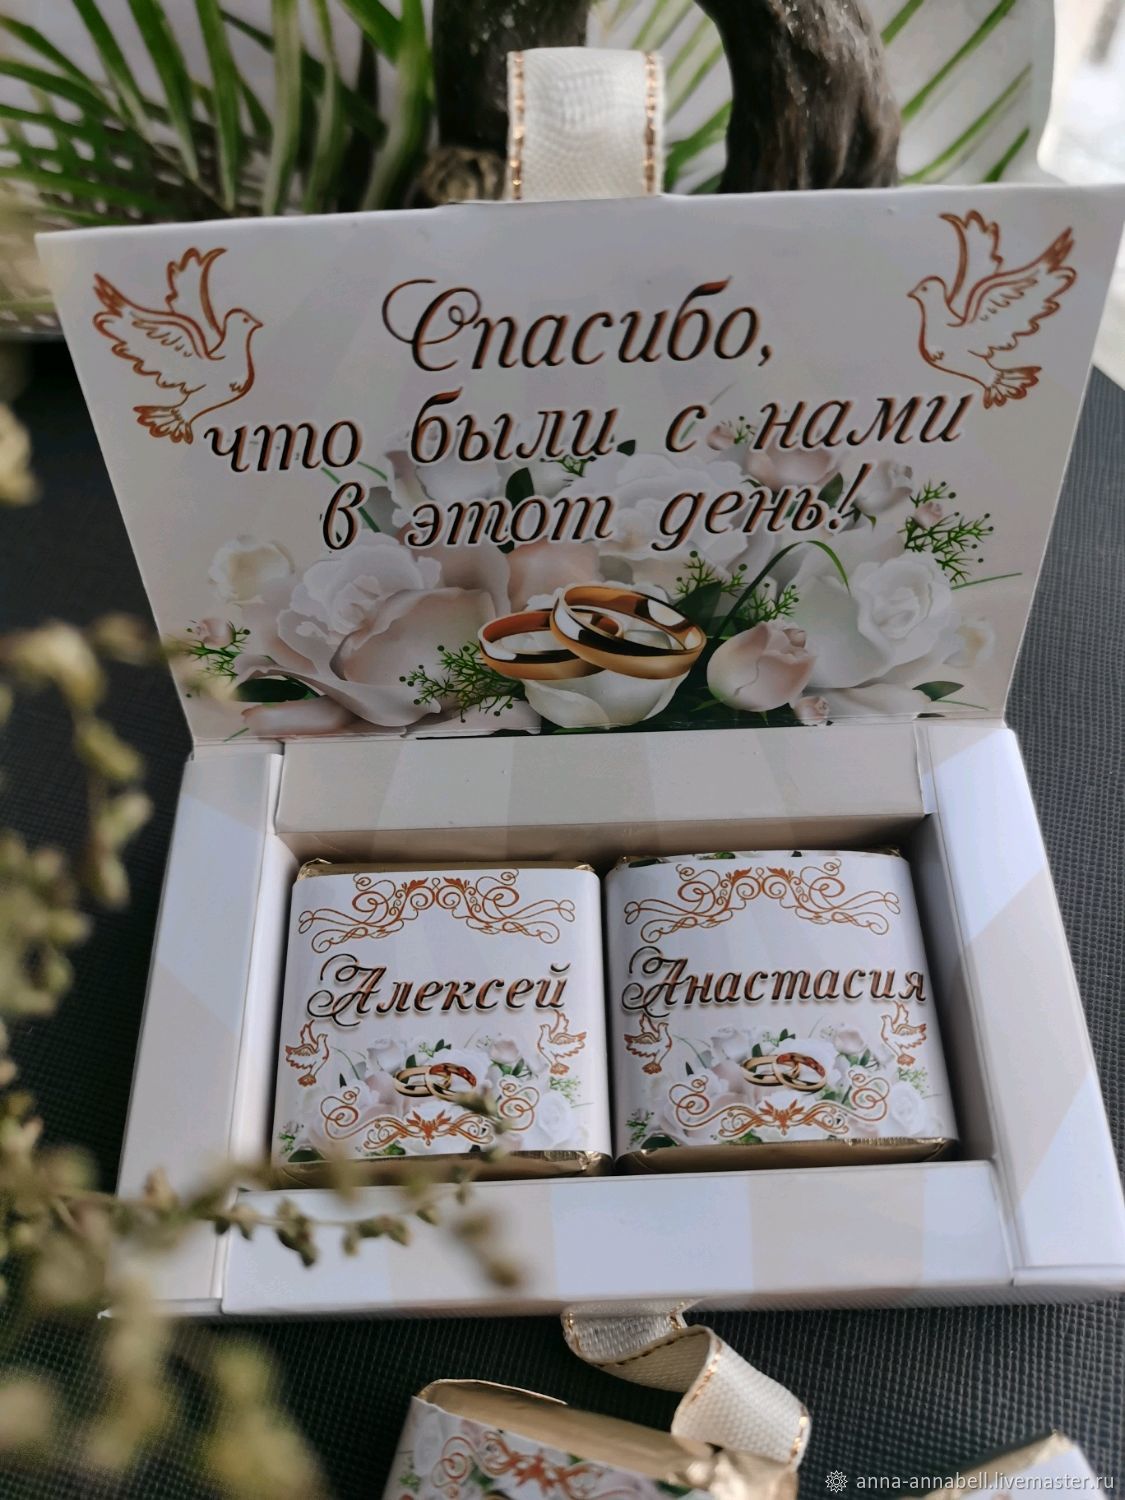 Спасибо,
что были с нами
в этот день!
Алексей
Анастасия
anna-annabell.livemaster.ru